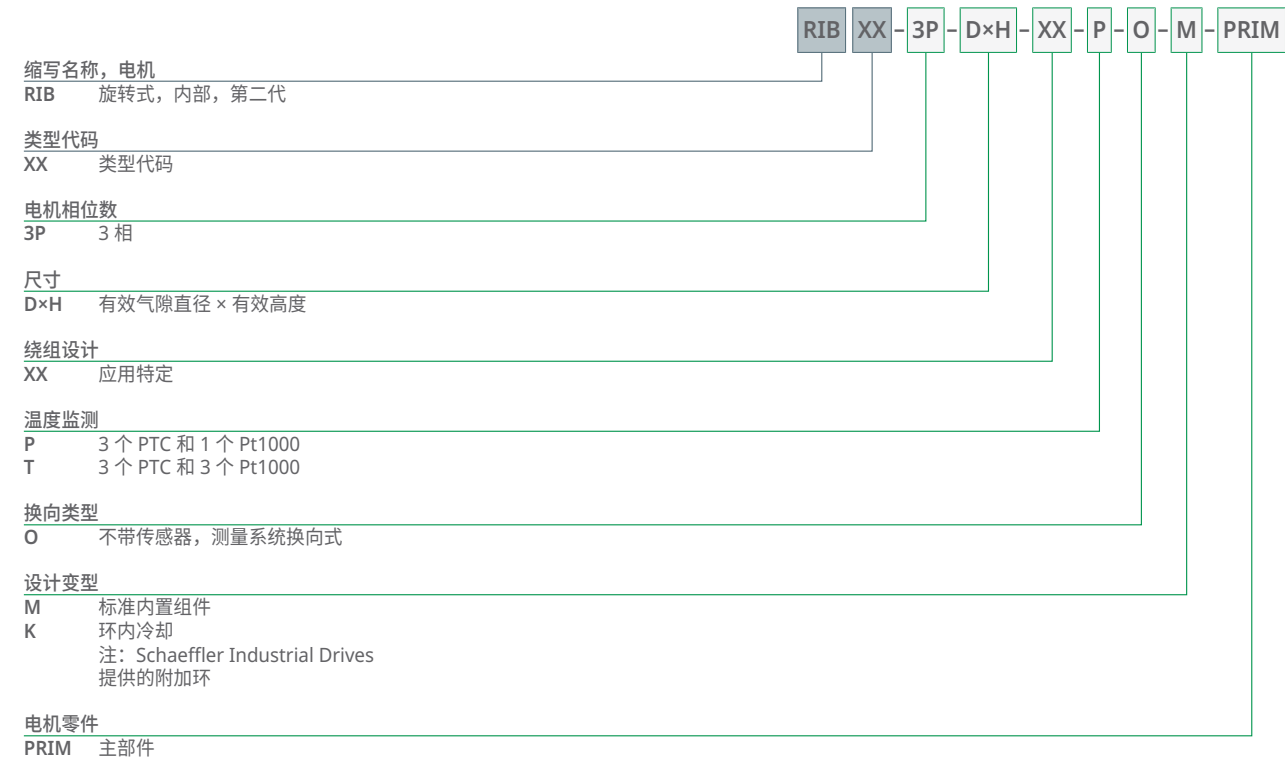 RIB XX – 3P – D×H – XX – P – O – M – PRIM
缩写名称，电机
RIB 旋转式，内部，第二代
类型代码
XX 类型代码
电机相位数
3P 3 相
尺寸
D×H 有效气隙直径 × 有效高度
绕组设计
XX 应用特定
温度监测
P 3 个 PTC 和 1 个 Pt1000
T 3 个 PTC 和 3 个 Pt1000
换向类型
O 不带传感器，测量系统换向式
设计变型
M 标准内置组件
K 环内冷却
注：Schaeffler Industrial Drives
提供的附加环
电机零件
PRIM 主部件